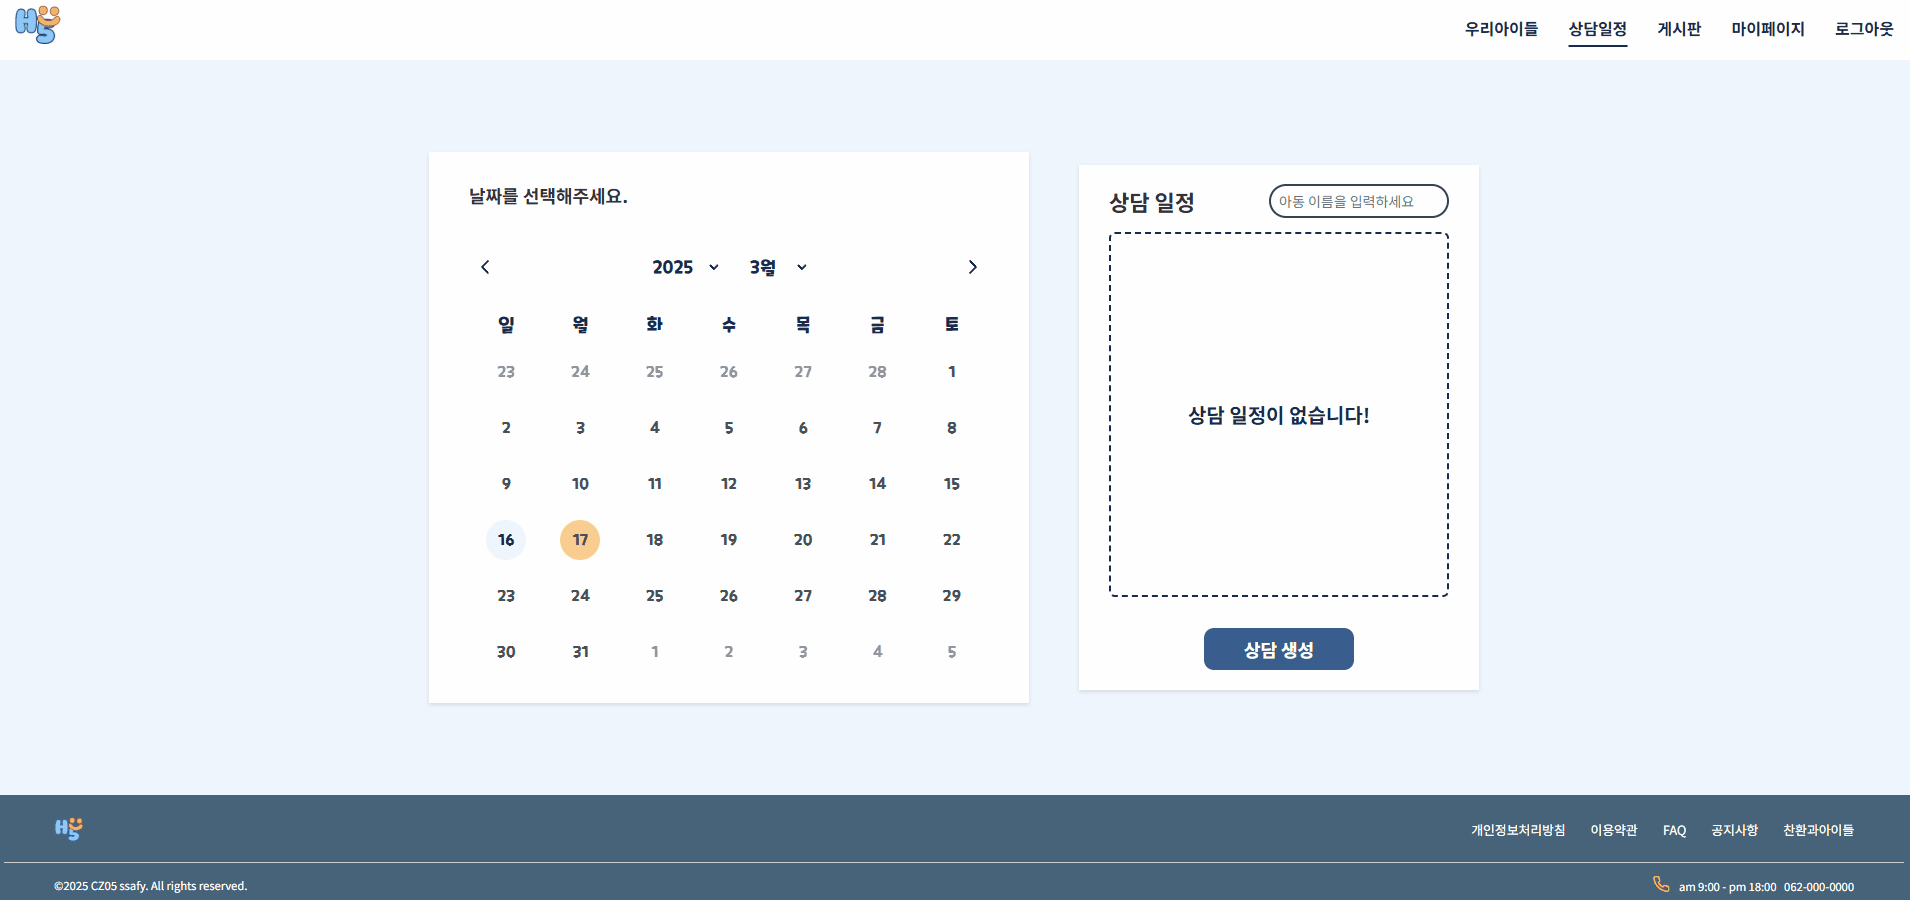 H5
우리아이들 상담일정 게시판 마이페이지 로그아웃
날짜를 선택해주세요.
2025 3월
일 월 화 수 목 금 토
23 24 25 26 27 28 1
2 3 4 5 6 7 8
9 10 11 12 13 14 15
16 17 18 19 20 21 22
23 24 25 26 27 28 29
30 31 1 2 3 4 5
상담 일정 아동 이름을 입력하세요
상담 일정이 없습니다!
상담 생성
H5
개인정보처리방침 이용약관 FAQ 공지사항 찬환과아이들
©2025 CZ05 ssafy. All rights reserved.
am 9:00 - pm 18:00 062-000-0000